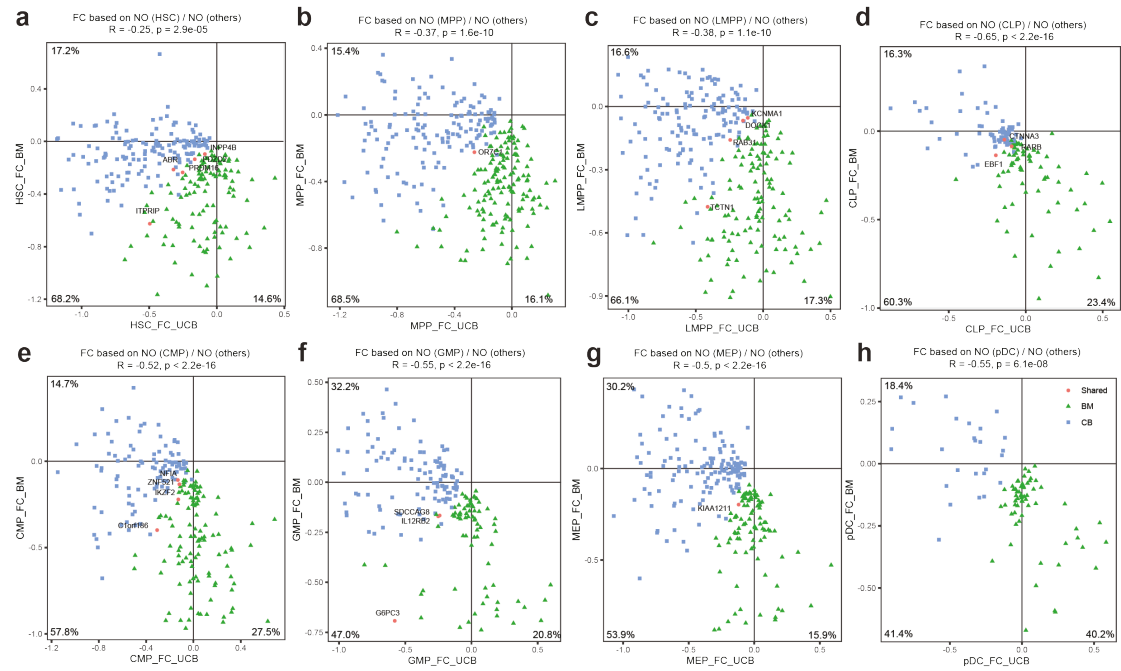 a
FC based on NO (HSC) / NO (others)
R = -0.25, p = 2.9e-05
17.2%
0.4
0.0
-0.4
-0.8
-1.2
HSC_FC_BM
INPP4B
ABR
PRDM16
ITPRIP
68.2%
14.6%
-1.0
-0.5
0.0
0.5
HSC_FC_UCB
b
FC based on NO (MPP) / NO (others)
R = -0.37, p = 1.6e-10
15.4%
0.4
0.0
-0.4
-0.8
MPP_FC_BM
68.5%
16.1%
-1.2
-0.8
-0.4
0.0
0.4
MPP_FC_UCB
c
FC based on NO (LMPP) / NO (others)
R = -0.38, p = 1.1e-10
16.6%
0.0
-0.3
-0.6
-0.9
LMPP_FC_BM
KCNMA1
DOCK1
TCTN1
66.1%
17.3%
-1.0
-0.5
0.0
0.5
LMPP_FC_UCB
d
FC based on NO (CLP) / NO (others)
R = -0.65, p < 2.2e-16
16.3%
0.0
-0.5
-1.0
CLP_FC_BM
CTNNA3
EBF1
60.3%
23.4%
-0.5
0.0
0.5
CLP_FC_UCB
e
FC based on NO (CMP) / NO (others)
R = -0.52, p < 2.2e-16
14.7%
0.0
-0.5
-1.0
CMP_FC_BM
NFIA
ZNF521
IKZF2
57.8%
27.5%
-1.2
-0.8
-0.4
0.0
0.4
CMP_FC_UCB
f
FC based on NO (GMP) / NO (others)
R = -0.55, p < 2.2e-16
32.2%
0.50
0.25
0.00
-0.25
-0.50
-0.75
GMP_FC_BM
SDCCAG8
IL12RB2
G6PC3
47.0%
20.8%
-1.0
-0.5
0.0
0.5
GMP_FC_UCB
g
FC based on NO (MEP) / NO (others)
R = -0.5, p < 2.2e-16
30.2%
0.0
-0.5
MEP_FC_BM
KIAA1211
53.9%
15.9%
-1.0
-0.5
0.0
0.5
MEP_FC_UCB
h
FC based on NO (pDC) / NO (others)
R = -0.55, p = 6.1e-08
18.4%
Shared
BM
CB
0.25
0.00
-0.25
-0.50
pDC_FC_BM
41.4%
40.2%
-0.8
-0.4
0.0
0.4
pDC_FC_UCB